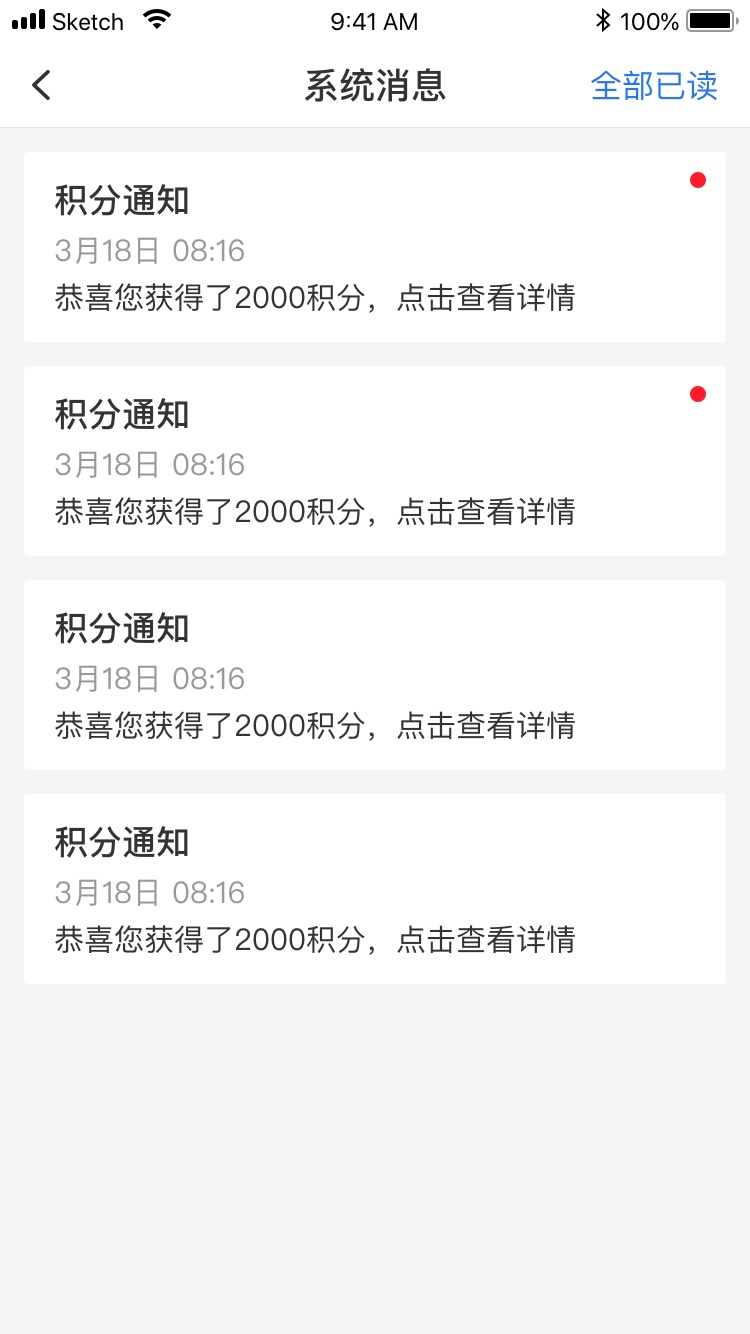 Sketch 9:41 AM 100%
系统消息 全部已读
积分通知
3月18日 08:16
恭喜您获得了2000积分，点击查看详情
积分通知
3月18日 08:16
恭喜您获得了2000积分，点击查看详情
积分通知
3月18日 08:16
恭喜您获得了2000积分，点击查看详情
积分通知
3月18日 08:16
恭喜您获得了2000积分，点击查看详情